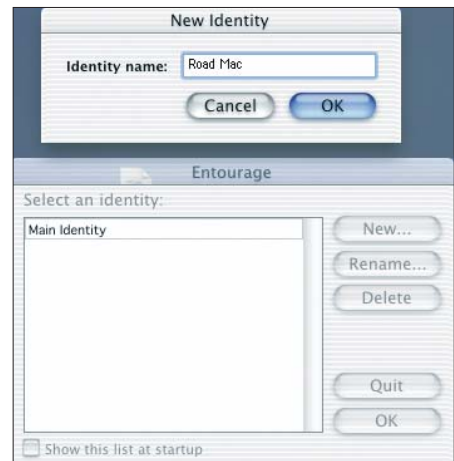 New Identity
Identity name: Road Mac
Cancel OK
Entourage
Select an identity:
Main Identity
New...
Rename...
Delete
Quit
OK
Show this list at startup